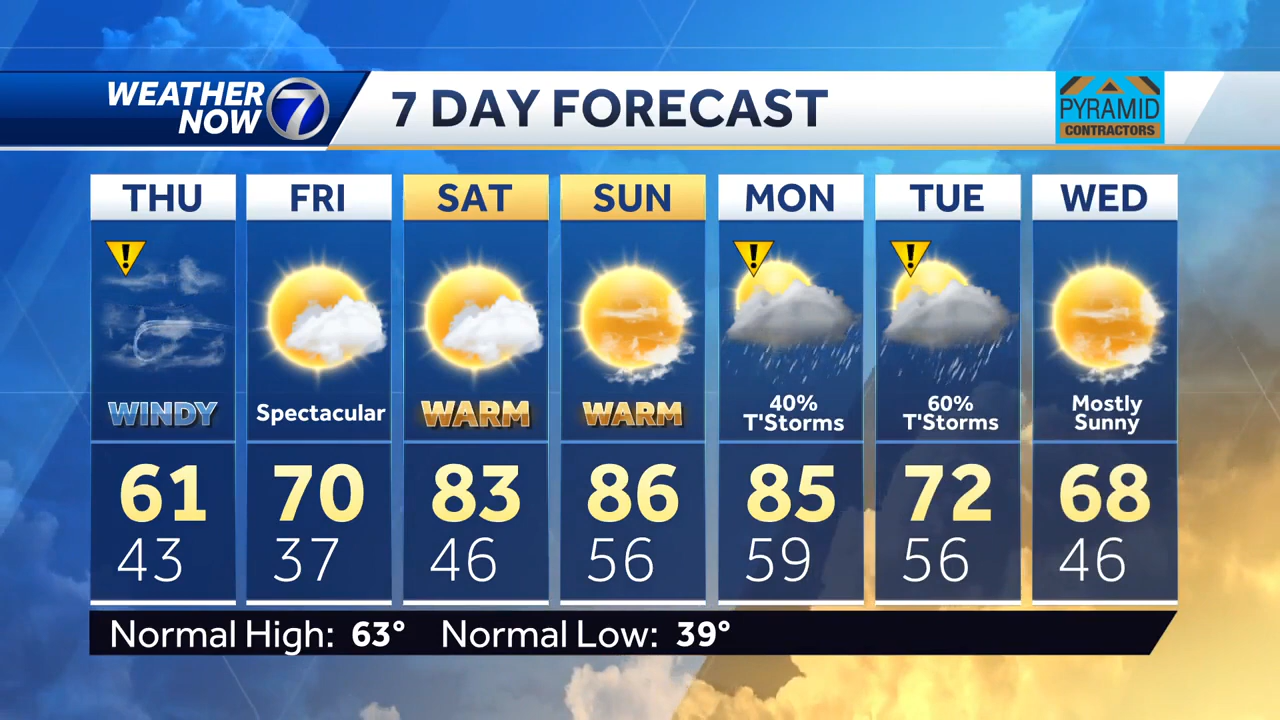 WEATHER
NOW
7
7 DAY FORECAST
PYRAMID
CONTRACTORS
THU
FRI
SAT
SUN
MON
TUE
WED
!
!
!
WINDY
Spectacular
WARM
WARM
40%
T'Storms
60%
T'Storms
Mostly
Sunny
61
70
83
86
85
72
68
43
37
46
56
59
56
46
Normal High: 63° Normal Low: 39°